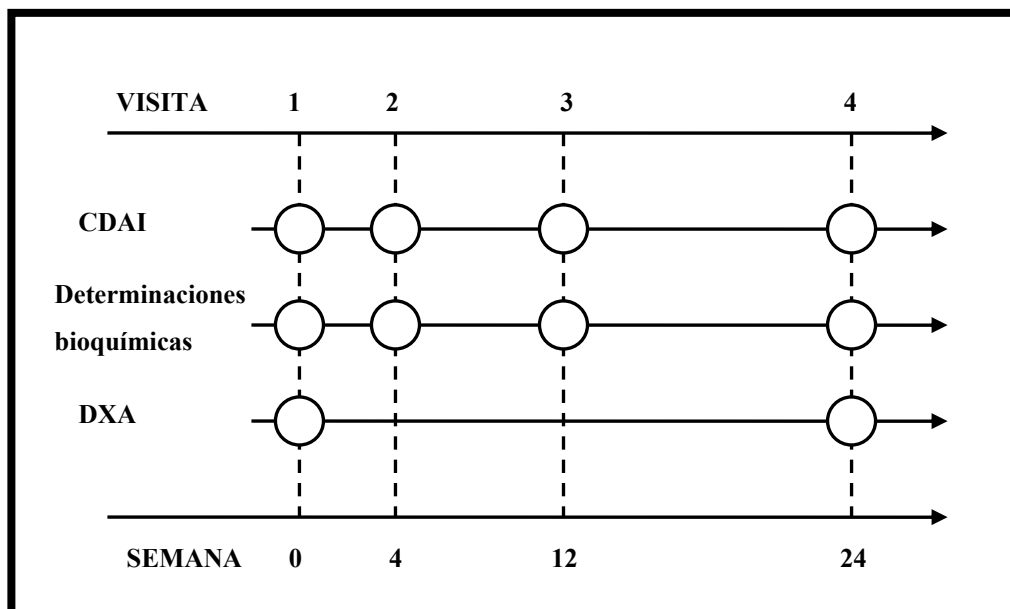 VISITA 1 2 3 4
CDAI
Determinaciones
bioquímicas
DXA
SEMANA 0 4 12 24